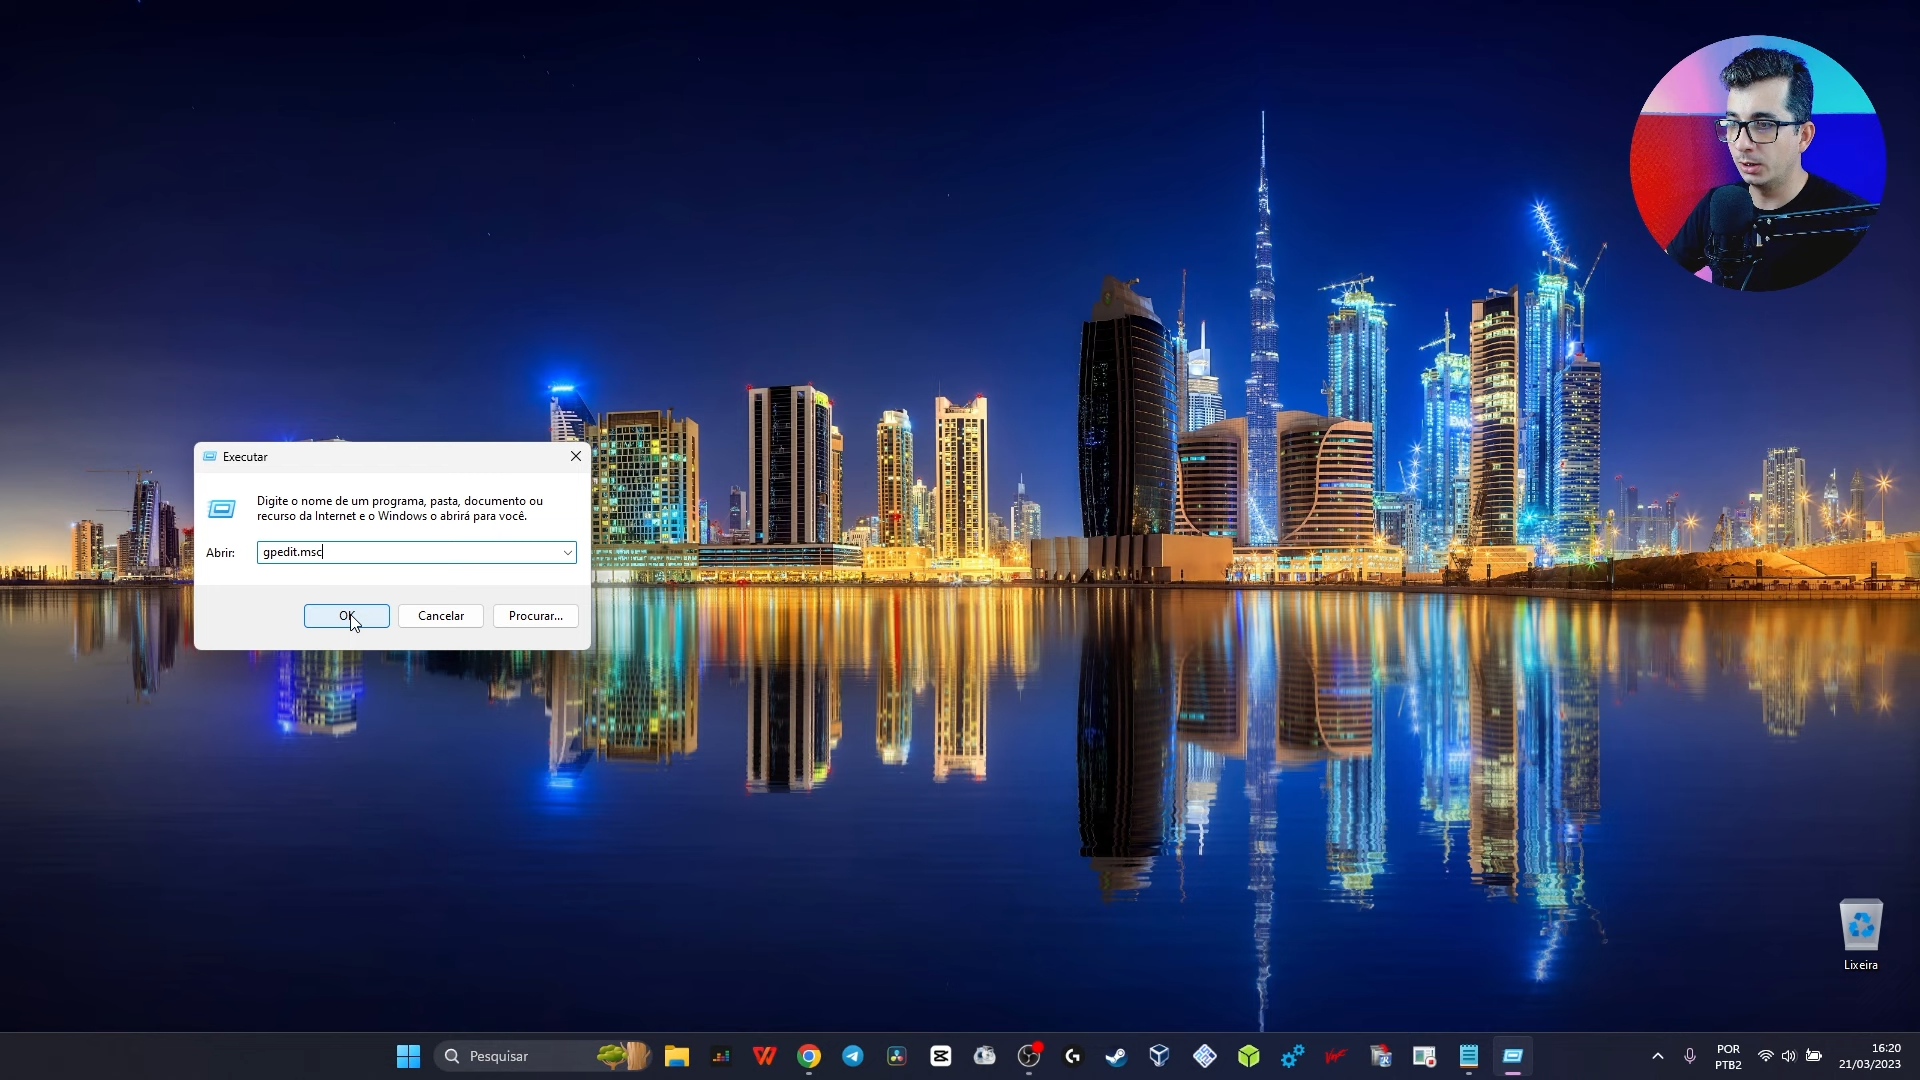 Executar
Digite o nome de um programa, pasta, documento ou
recurso da Internet e o Windows o abrirá para você.
Abrir: gpedit.msc
OK Cancelar Procurar...
Lixeira
Pesquisar
POR
PTB2
16:20
21/03/2023